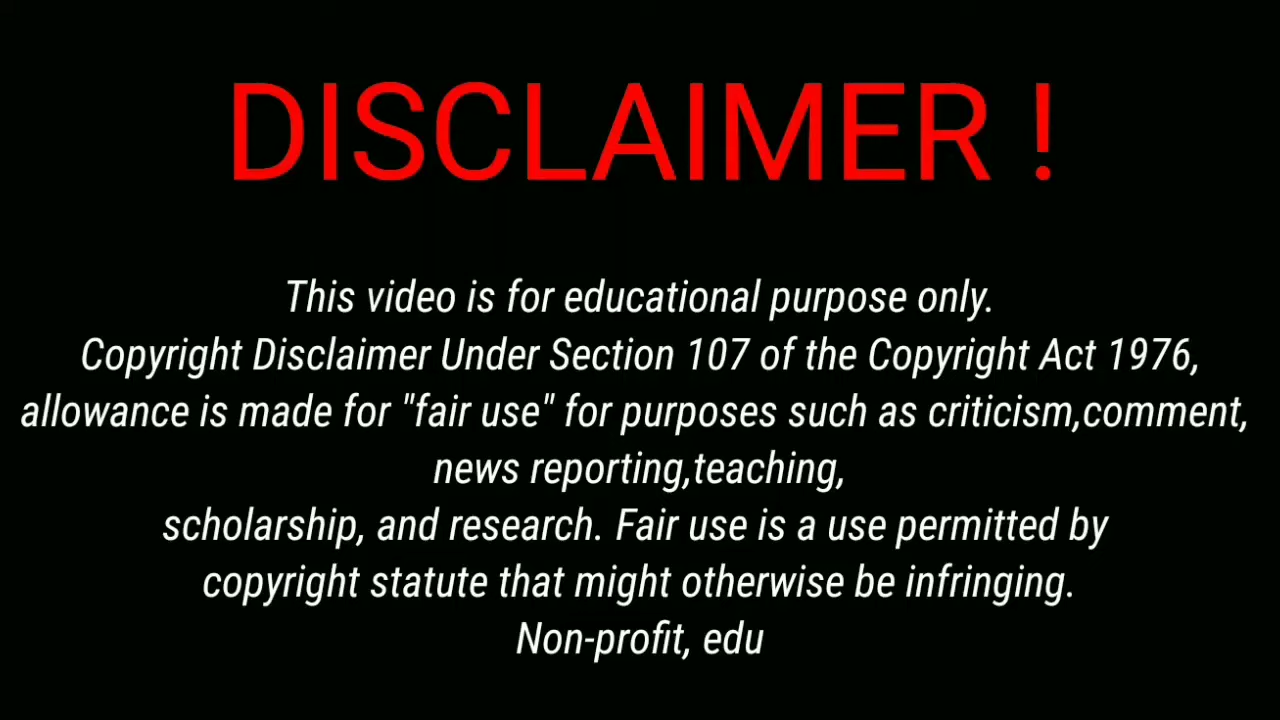 DISCLAIMER !
This video is for educational purpose only.
Copyright Disclaimer Under Section 107 of the Copyright Act 1976,
allowance is made for "fair use" for purposes such as criticism,comment,
news reporting,teaching,
scholarship, and research. Fair use is a use permitted by
copyright statute that might otherwise be infringing.
Non-profit, edu